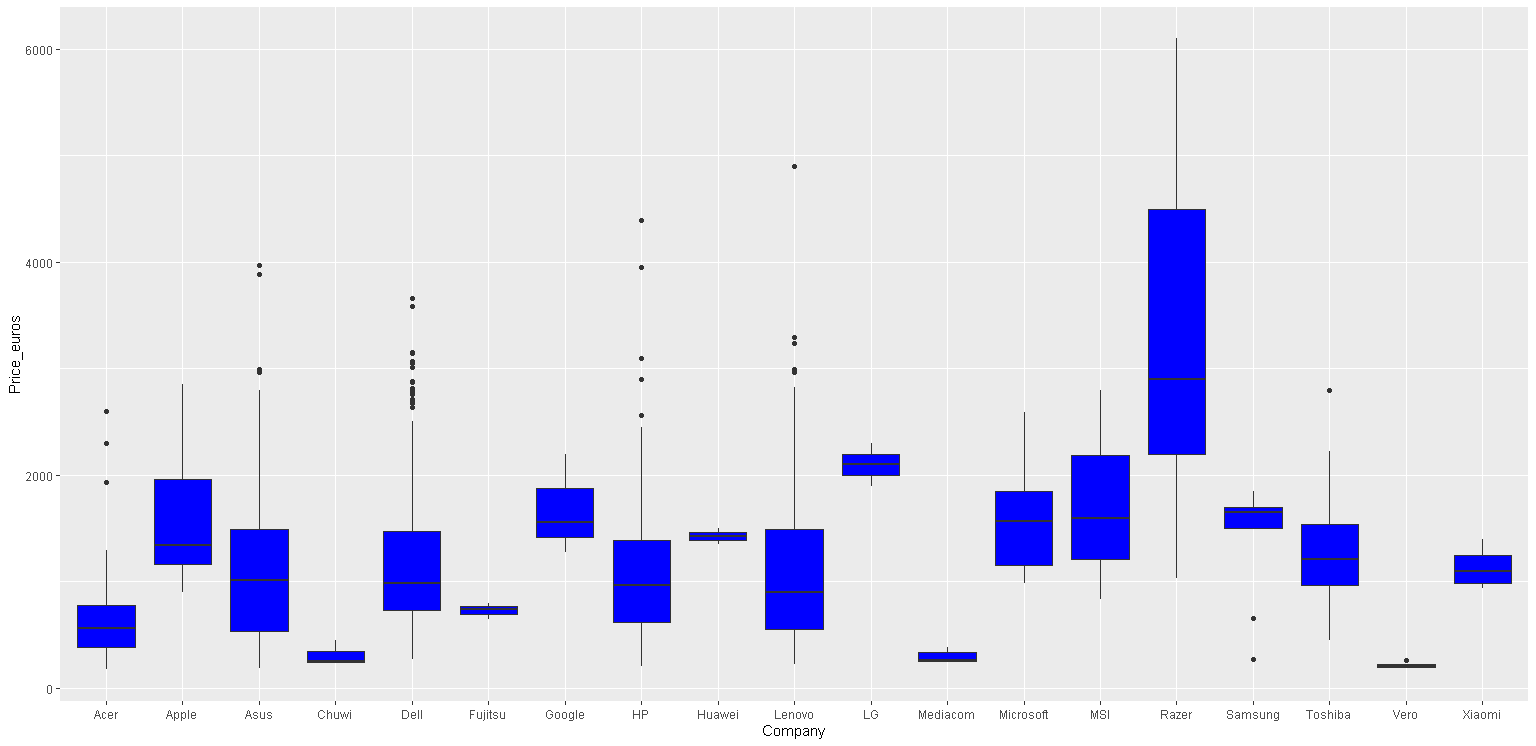 Price_euros
6000
4000
2000
0
Acer Apple Asus Chuwi Dell Fujitsu Google HP Huawei Lenovo LG Mediacom Microsoft MSI Razer Samsung Toshiba Vero Xiaomi
Company